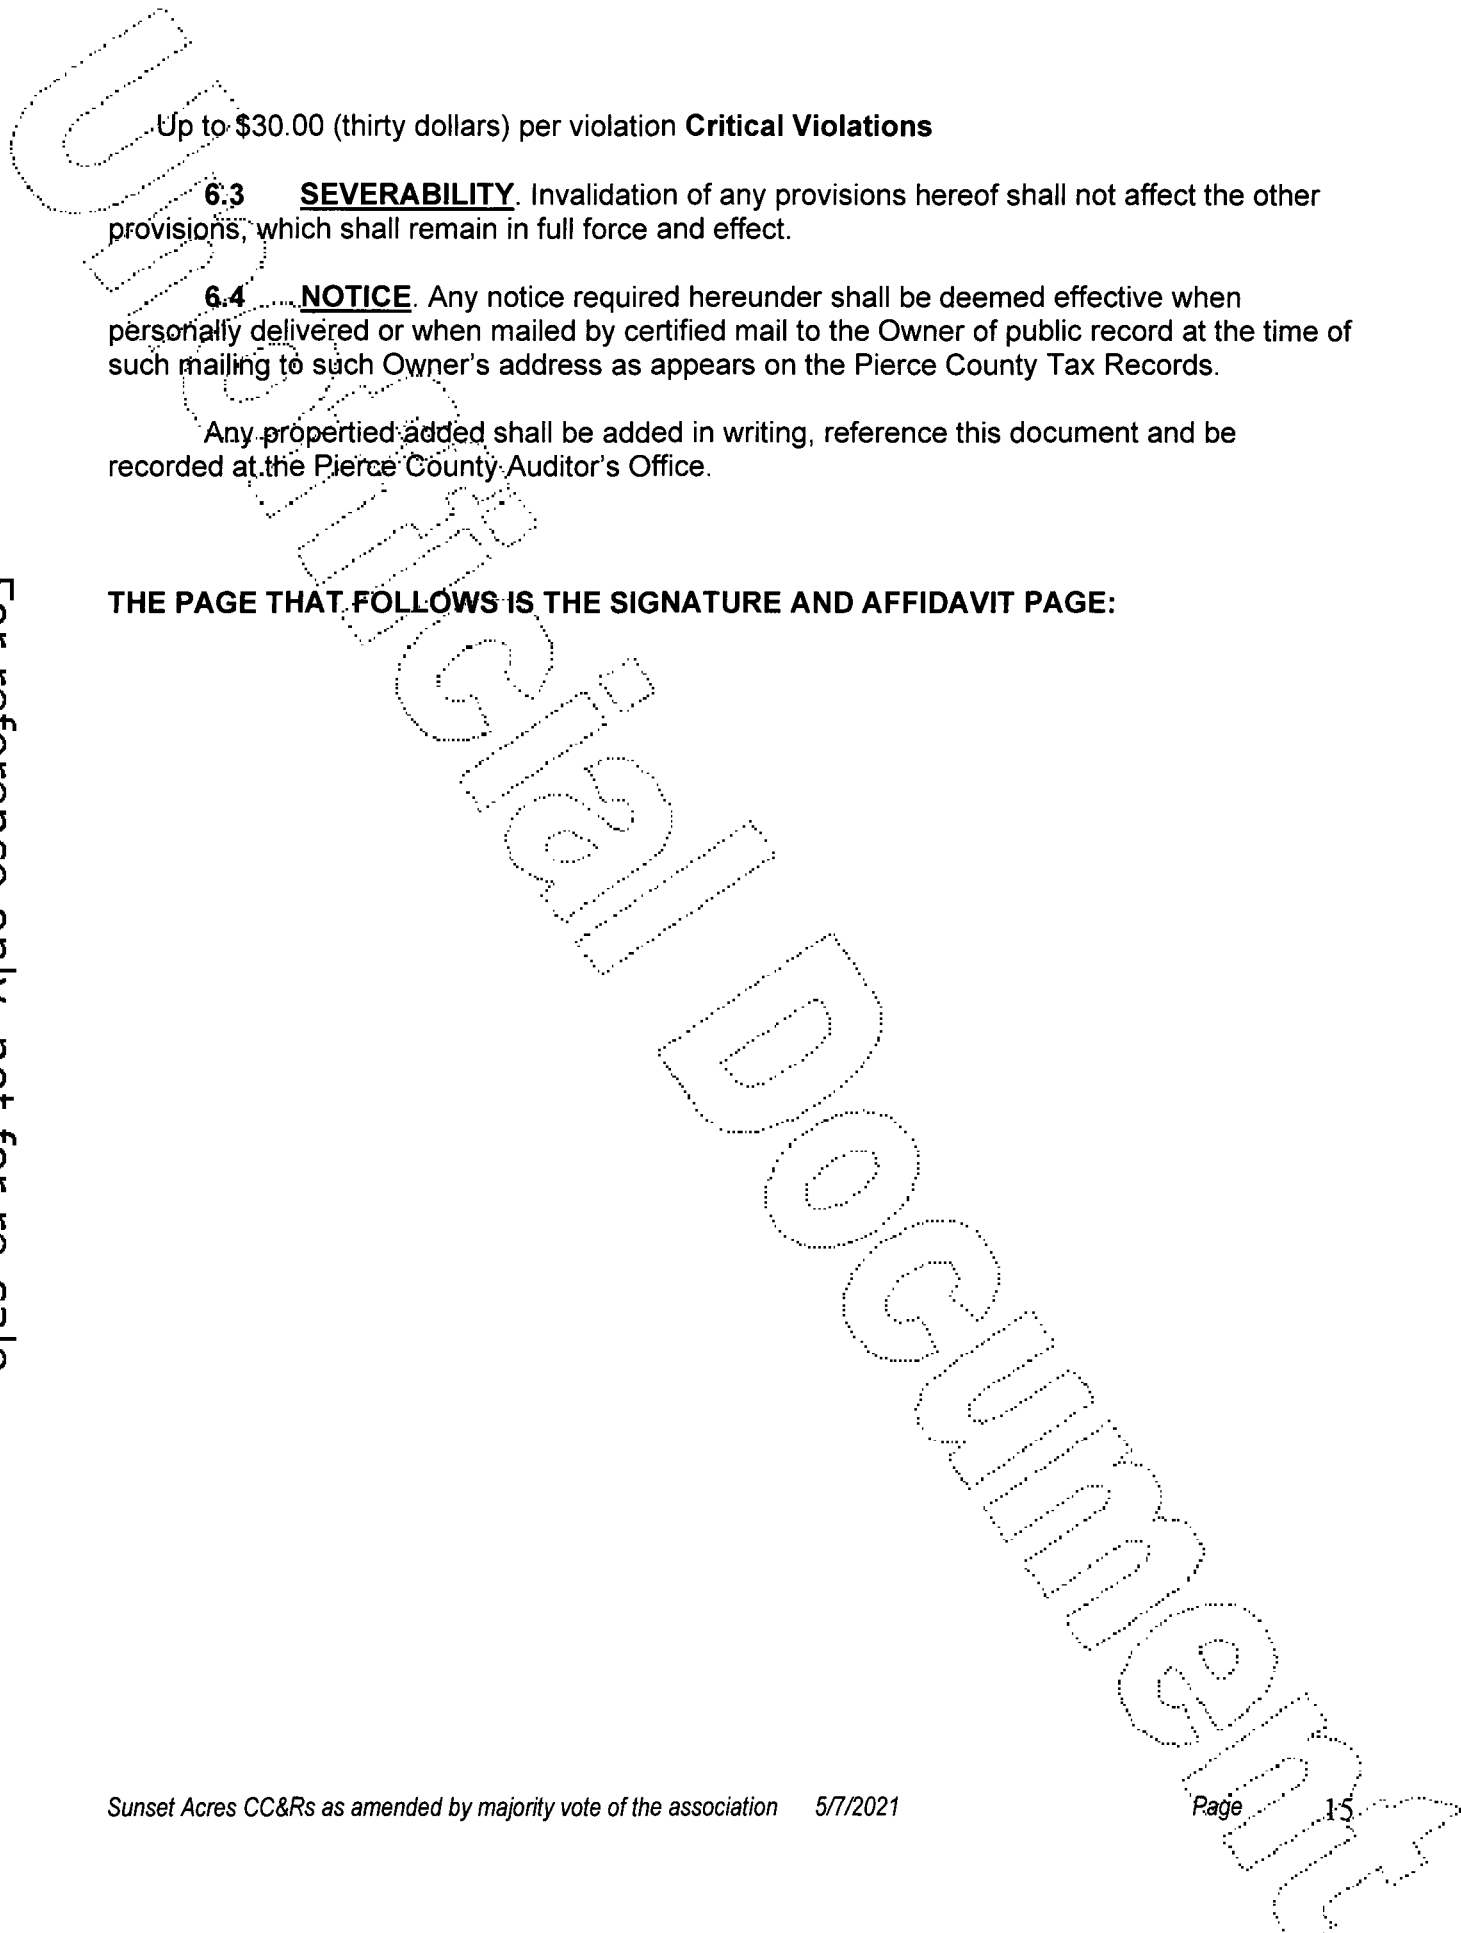 Up to $30.00 (thirty dollars) per violation Critical Violations
6.3 SEVERABILITY. Invalidation of any provisions hereof shall not affect the other
provisions, which shall remain in full force and effect.
6.4 NOTICE. Any notice required hereunder shall be deemed effective when
personally delivered or when mailed by certified mail to the Owner of public record at the time of
such mailing to such Owner's address as appears on the Pierce County Tax Records.
Any propertied added shall be added in writing, reference this document and be
recorded at the Pierce County Auditor's Office.
THE PAGE THAT FOLLOWS IS THE SIGNATURE AND AFFIDAVIT PAGE:
Sunset Acres CC&Rs as amended by majority vote of the association 5/7/2021 Page 15
Unofficial Document
For reference only, not for re-sale